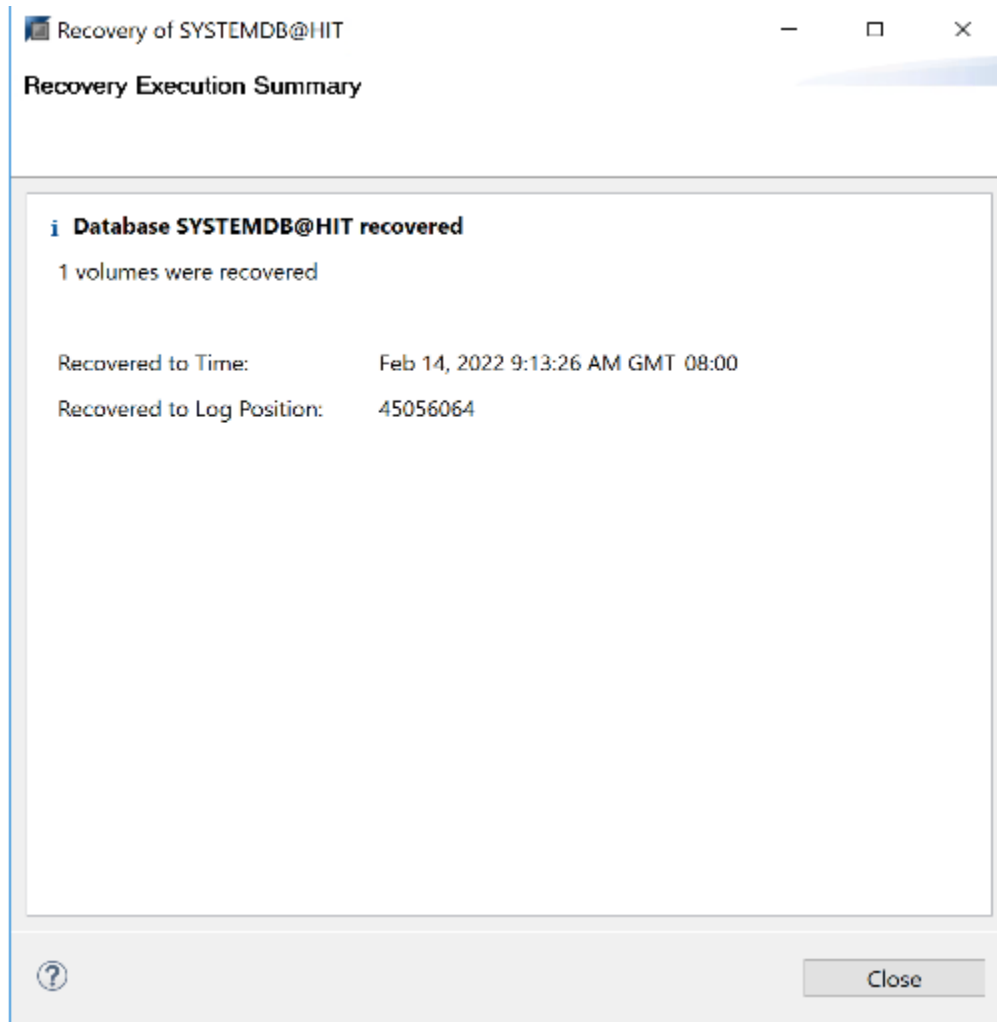 Recovery of SYSTEMDB@HIT
Recovery Execution Summary
i Database SYSTEMDB@HIT recovered
1 volumes were recovered
Recovered to Time: Feb 14, 2022 9:13:26 AM GMT 08:00
Recovered to Log Position: 45056064
?
Close